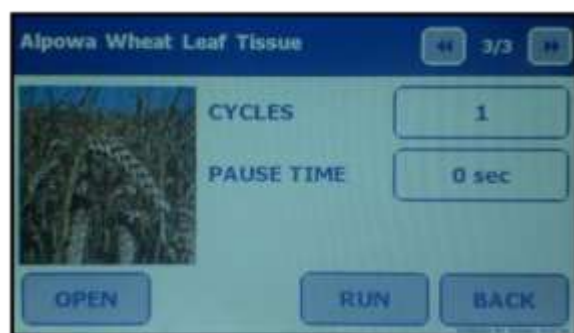 Alpowa Wheat Leaf Tissue 3/3
CYCLES 1
PAUSE TIME 0 sec
OPEN RUN BACK